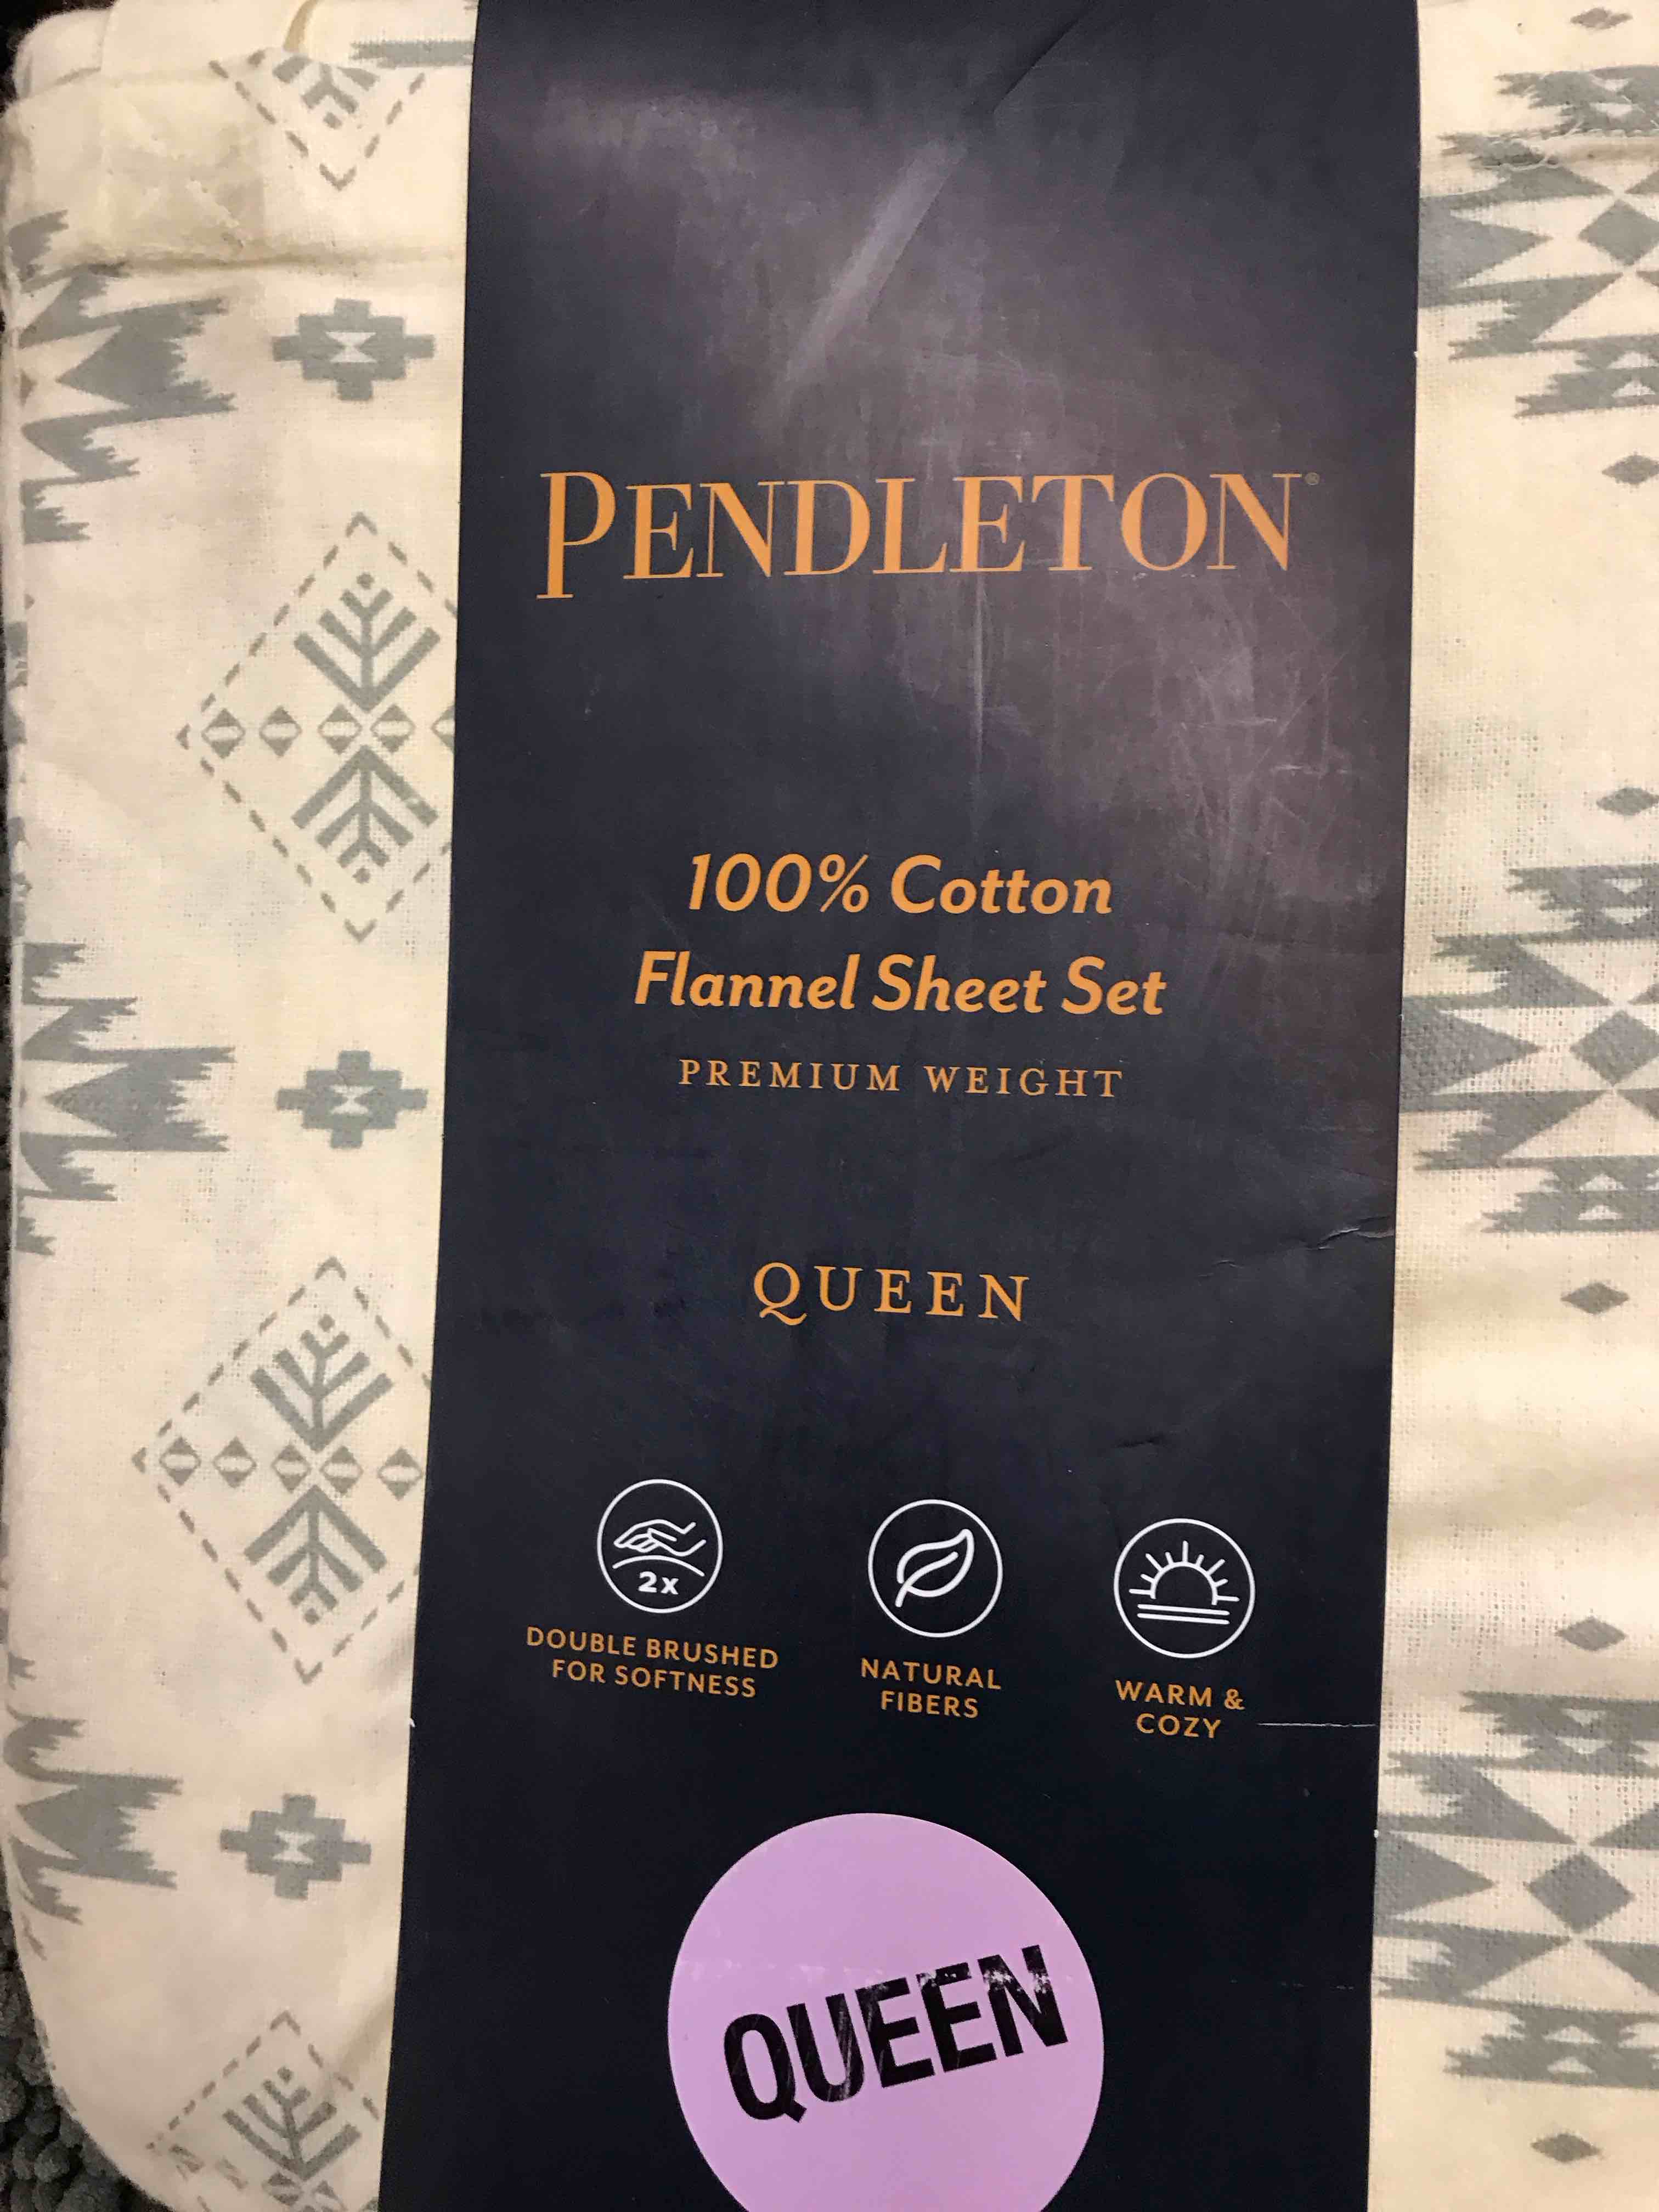 PENDLETON®
100% Cotton
Flannel Sheet Set
PREMIUM WEIGHT
QUEEN
2x
DOUBLE BRUSHED
FOR SOFTNESS
NATURAL
FIBERS
WARM &
COZY
QUEEN